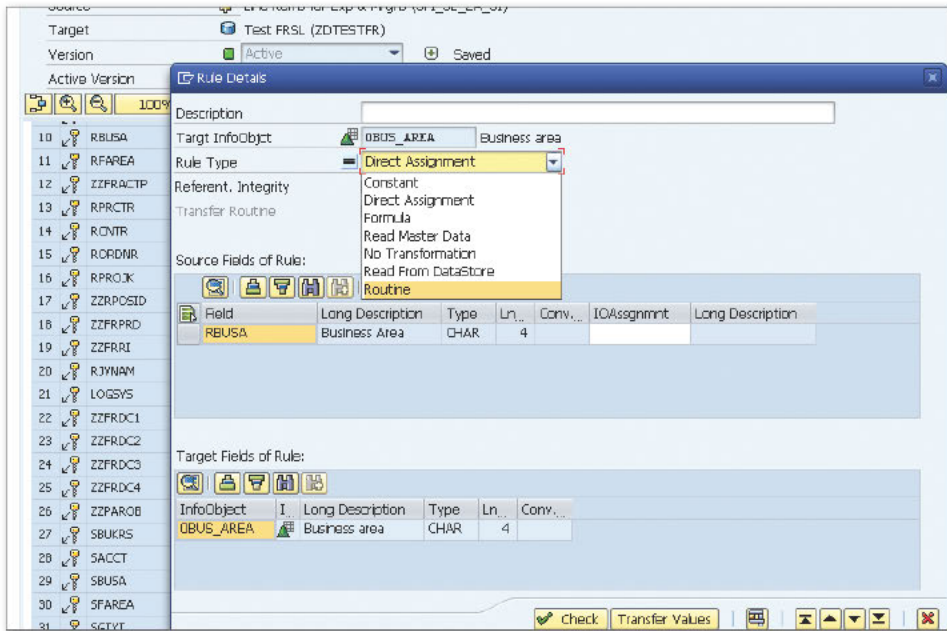 Target Test FRSL (ZDTESTFR)
Version Active Saved
Active Version
Rule Details
100%
Description
Targt InfoObjct 0BUS_AREA Business area
Rule Type Direct Assignment
Constant
Direct Assignment
Formula
Read Master Data
No Transformation
Read From DataStore
Routine
Referent. Integrity
Transfer Routine
Source Fields of Rule:
Field Long Description Type Ln... Conv... IOAssgnmnt Long Description
RBUSA Business Area CHAR 4
Target Fields of Rule:
InfoObject I... Long Description Type Ln... Conv...
0BUS_AREA Business area CHAR 4
Check Transfer Values
10 RBUSA
11 RFAREA
12 ZZFRACTP
13 RPRCTR
14 RCNTR
15 RORDNR
16 RPROJK
17 ZZRPOSID
18 ZZFRPRD
19 ZZFRRI
20 RJVNAM
21 LOGSYS
22 ZZFRDC1
23 ZZFRDC2
24 ZZFRDC3
25 ZZFRDC4
26 ZZPAROB
27 SBUKRS
28 SACCT
29 SBUSA
30 SFAREA
31 SGTXT